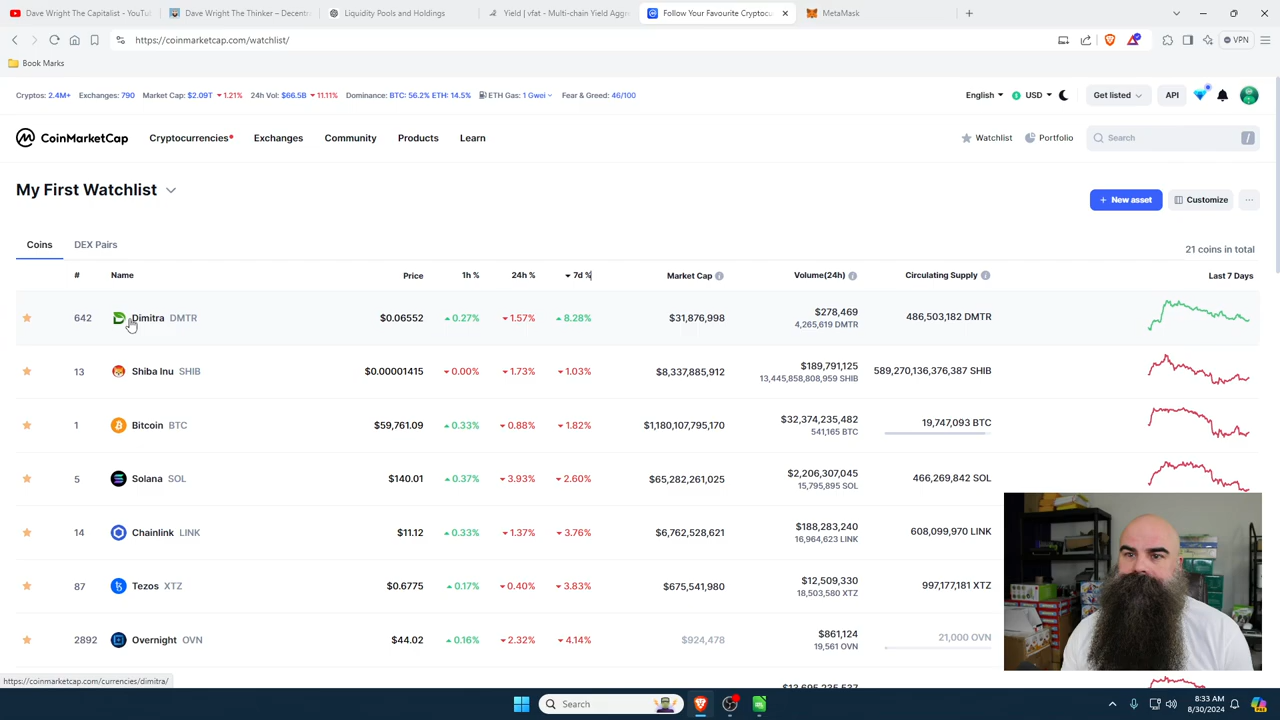 Dave Wright The Capitalist - YouTu
Dave Wright The Thinker – Decentr
Liquidity Pools and Holdings
Yield | vfat - Multi-chain Yield Aggre
Follow Your Favourite Cryptocu
MetaMask
https://coinmarketcap.com/watchlist/
VPN
Book Marks
Cryptos: 2.4M+ Exchanges: 790 Market Cap: $2.09T 1.21% 24h Vol: $66.5B 11.11% Dominance: BTC: 56.2% ETH: 14.5% ETH Gas: 1 Gwei Fear & Greed: 46/100
English USD Get listed API
CoinMarketCap Cryptocurrencies Exchanges Community Products Learn
Watchlist Portfolio Search /
My First Watchlist
+ New asset Customize ...
Coins DEX Pairs
21 coins in total
# Name Price 1h % 24h % 7d % Market Cap Volume(24h) Circulating Supply Last 7 Days
642 Dimitra DMTR $0.06552 0.27% 1.57% 8.28% $31,876,998 $278,469 486,503,182 DMTR
4,265,619 DMTR
13 Shiba Inu SHIB $0.00001415 0.00% 1.73% 1.03% $8,337,885,912 $189,791,125 589,270,136,376,387 SHIB
13,445,858,808,959 SHIB
1 Bitcoin BTC $59,761.09 0.33% 0.88% 1.82% $1,180,107,795,170 $32,374,235,482 19,747,093 BTC
541,165 BTC
5 Solana SOL $140.01 0.37% 3.93% 2.60% $65,282,261,025 $2,206,307,045 466,269,842 SOL
15,795,895 SOL
14 Chainlink LINK $11.12 0.33% 1.37% 3.76% $6,762,528,621 $188,283,240 608,099,970 LINK
16,964,623 LINK
87 Tezos XTZ $0.6775 0.17% 0.40% 3.83% $675,541,980 $12,509,330 997,177,181 XTZ
18,503,580 XTZ
2892 Overnight OVN $44.02 0.16% 2.32% 4.14% $924,478 $861,124 21,000 OVN
19,561 OVN
https://coinmarketcap.com/currencies/dimitra/
Search
8:33 AM
8/30/2024